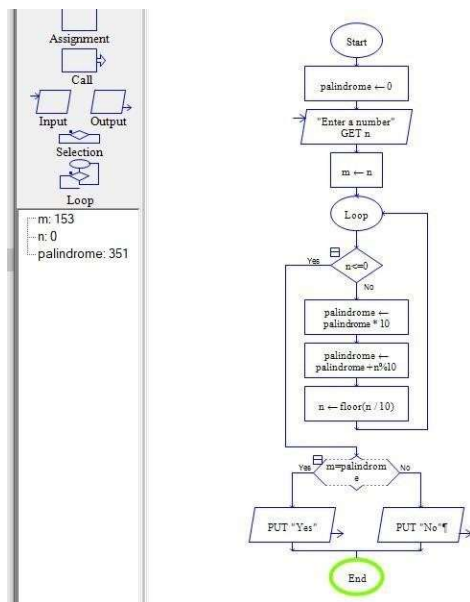 Assignment
Call
Input
Output
Selection
Loop
m: 153
n: 0
palindrome: 351
Start
palindrome ← 0
"Enter a number"
GET n
m ← n
Loop
Yes
n<=0
No
palindrome ←
palindrome * 10
palindrome ←
palindrome+n%10
n ← floor(n / 10)
Yes
m=palindrom
e
No
PUT "Yes"
PUT "No"¶
End